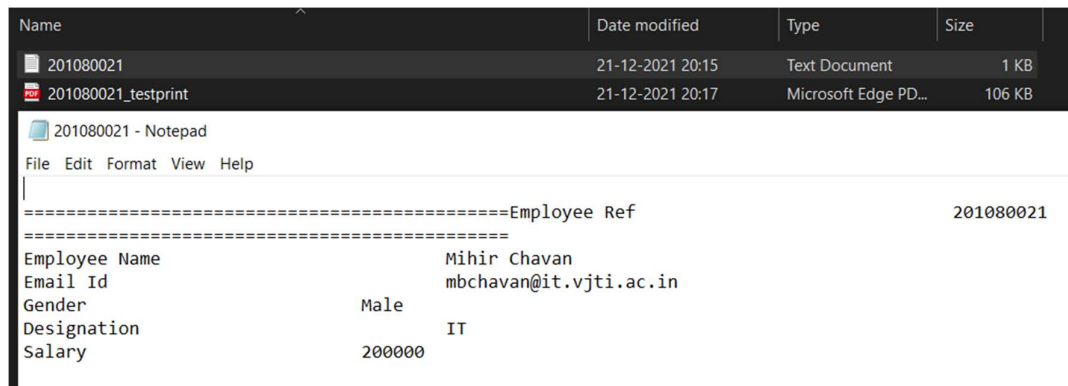 Name Date modified Type Size
201080021 21-12-2021 20:15 Text Document 1 KB
201080021_testprint 21-12-2021 20:17 Microsoft Edge PD... 106 KB
201080021 - Notepad
File Edit Format View Help
==============================================Employee Ref 201080021
==============================================
Employee Name Mihir Chavan
Email Id mbchavan@it.vjti.ac.in
Gender Male
Designation IT
Salary 200000